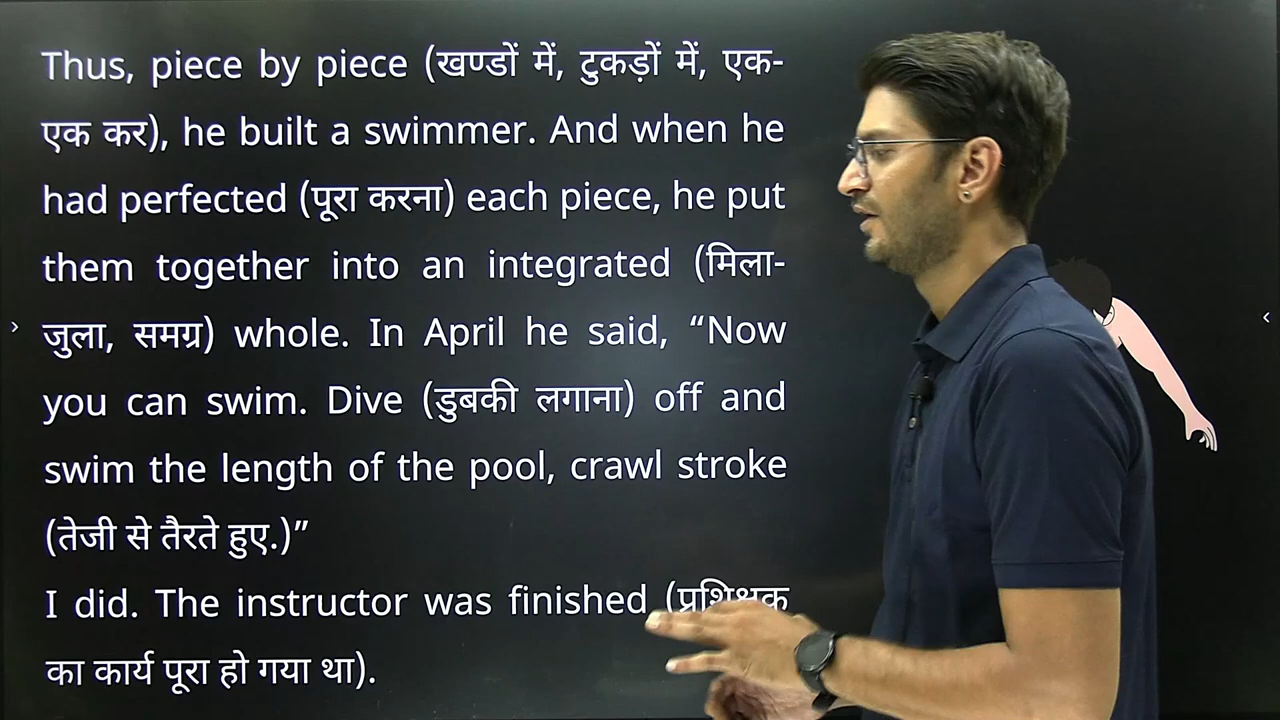 Thus, piece by piece (खण्डों में, टुकड़ों में, एक-
एक कर), he built a swimmer. And when he
had perfected (पूरा करना) each piece, he put
them together into an integrated (मिला-
जुला, समग्र) whole. In April he said, “Now
you can swim. Dive (डुबकी लगाना) off and
swim the length of the pool, crawl stroke
(तेजी से तैरते हुए.)”
I did. The instructor was finished (प्रशिक्षक
का कार्य पूरा हो गया था).